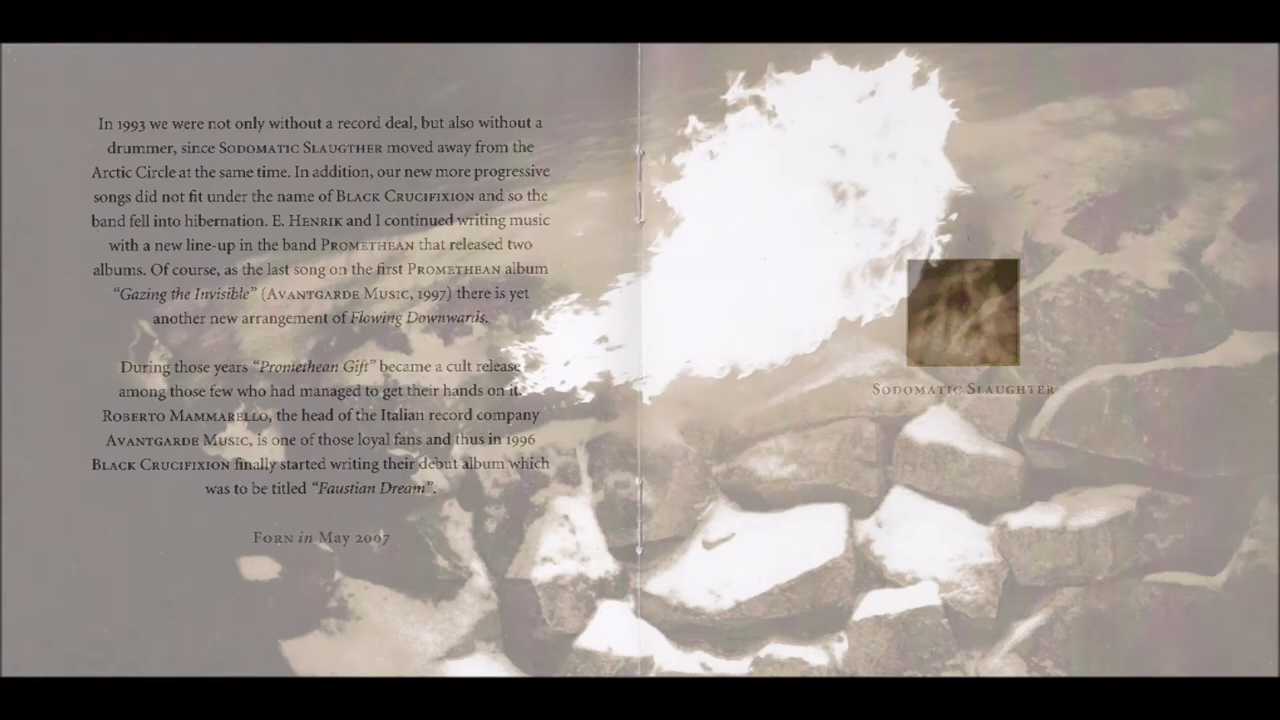 In 1993 we were not only without a record deal, but also without a
drummer, since Sodomatic Slaugther moved away from the
Arctic Circle at the same time. In addition, our new more progressive
songs did not fit under the name of Black Crucifixion and so the
band fell into hibernation. E. Henrik and I continued writing music
with a new line-up in the band Promethean that released two
albums. Of course, as the last song on the first Promethean album
“Gazing the Invisible” (Avantgarde Music, 1997) there is yet
another new arrangement of Flowing Downwards.
During those years “Promethean Gift” became a cult release
among those few who had managed to get their hands on it.
Roberto Mammarello, the head of the Italian record company
Avantgarde Music, is one of those loyal fans and thus in 1996
Black Crucifixion finally started writing their debut album which
was to be titled “Faustian Dream”.
Forn in May 2007
Sodomatic Slaughter